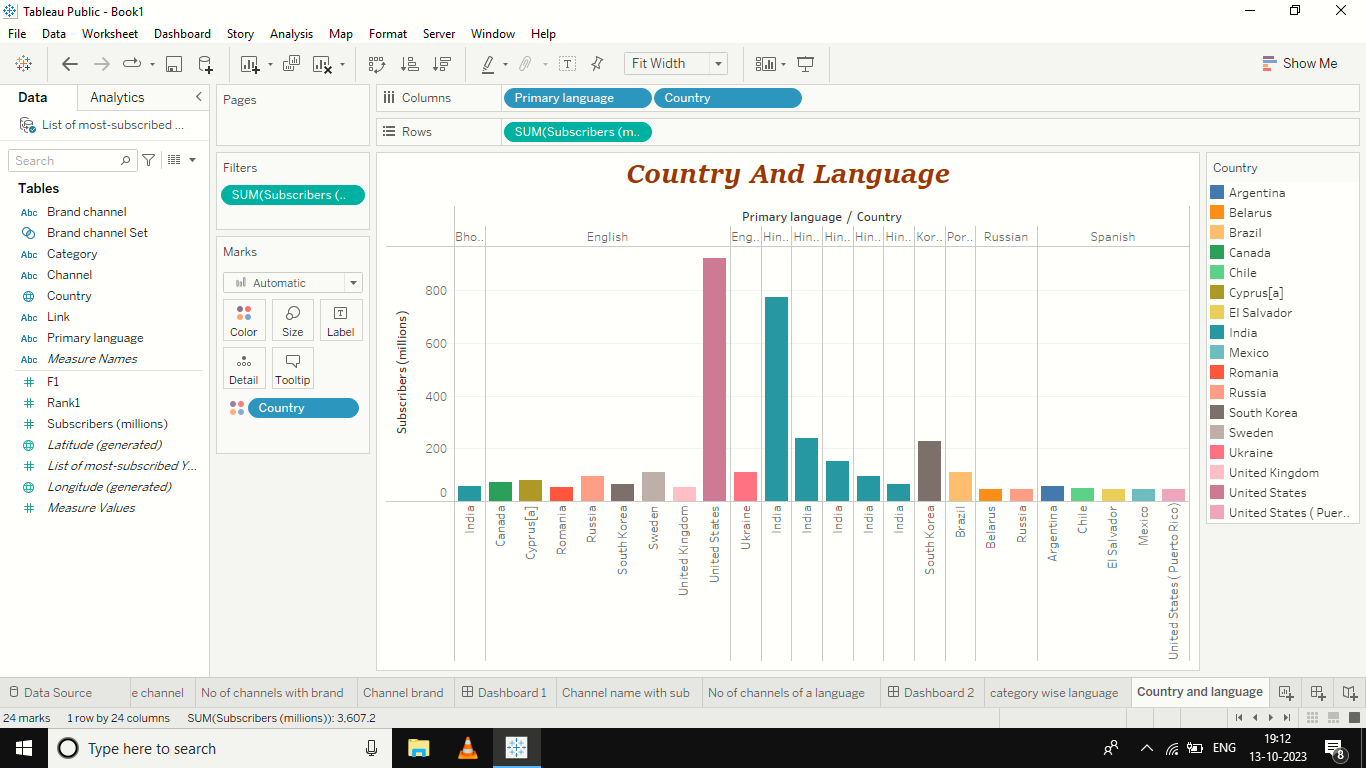 Tableau Public - Book1
File Data Worksheet Dashboard Story Analysis Map Format Server Window Help
Fit Width
Show Me
Data Analytics
List of most-subscribed ...
Search
Tables
Abc Brand channel
Brand channel Set
Abc Category
Abc Channel
Country
Abc Link
Abc Primary language
Abc Measure Names
F1
Rank1
Subscribers (millions)
Latitude (generated)
List of most-subscribed Y...
Longitude (generated)
Measure Values
Pages
Filters
SUM(Subscribers (..
Marks
Automatic
Color Size Label
Detail Tooltip
Country
Columns Primary language Country
Rows SUM(Subscribers (m..
Country And Language
Primary language / Country
Bho.. English Eng.. Hin.. Hin.. Hin.. Hin.. Hin.. Kor.. Por.. Russian Spanish
Subscribers (millions)
800
600
400
200
0
India
Canada
Cyprus[a]
Romania
Russia
South Korea
Sweden
United Kingdom
United States
Ukraine
India
India
India
India
India
South Korea
Brazil
Belarus
Russia
Argentina
Chile
El Salvador
Mexico
United States ( Puerto Rico)
Country
Argentina
Belarus
Brazil
Canada
Chile
Cyprus[a]
El Salvador
India
Mexico
Romania
Russia
South Korea
Sweden
Ukraine
United Kingdom
United States
United States ( Puer..
Data Source e channel No of channels with brand Channel brand Dashboard 1 Channel name with sub No of channels of a language Dashboard 2 category wise language Country and language
24 marks 1 row by 24 columns SUM(Subscribers (millions)): 3,607.2
Type here to search
ENG
19:12
13-10-2023
8